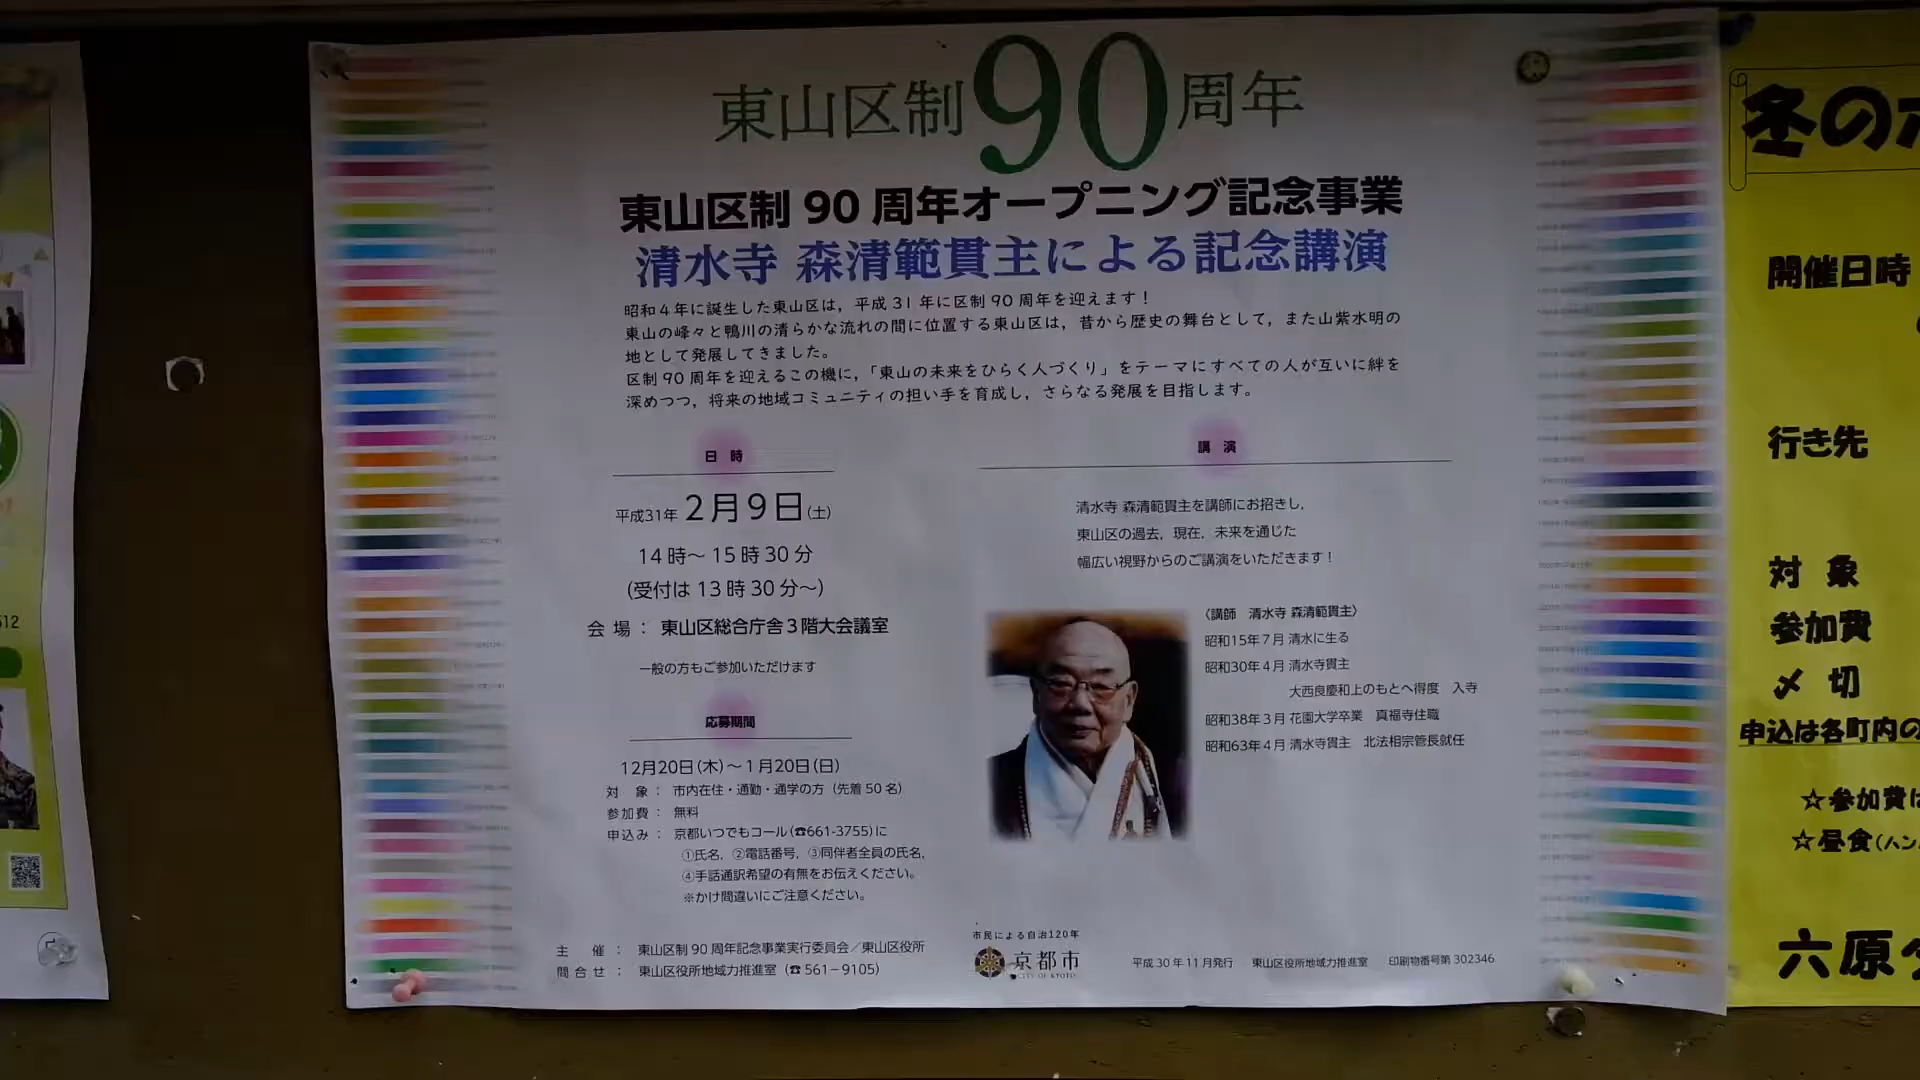 東山区制90周年
東山区制 90 周年オープニング記念事業
清水寺 森清範貫主による記念講演
昭和4年に誕生した東山区は，平成31年に区制90周年を迎えます！
東山の峰々と鴨川の清らかな流れの間に位置する東山区は，昔から歴史の舞台として，また山紫水明の
地として発展してきました。
区制90周年を迎えるこの機に，「東山の未来をひらく人づくり」をテーマにすべての人が互いに絆を
深めつつ，将来の地域コミュニティの担い手を育成し，さらなる発展を目指します。
日 時
平成31年 2月9日(土)
14時～15時30分
(受付は13時30分～)
会 場 ： 東山区総合庁舎3階大会議室
一般の方もご参加いただけます
応募期間
12月20日(木)～1月20日(日)
対 象 ： 市内在住・通勤・通学の方（先着50名）
参加費 ： 無料
申込み ： 京都いつでもコール(☎661-3755)に
①氏名，②電話番号，③同伴者全員の氏名，
④手話通訳希望の有無をお伝えください。
※かけ間違いにご注意ください。
講 演
清水寺 森清範貫主を講師にお招きし，
東山区の過去，現在，未来を通じた
幅広い視野からのご講演をいただきます！
〈講師 清水寺 森清範貫主〉
昭和15年7月 清水に生る
昭和30年4月 清水寺貫主
大西良慶和上のもとへ得度 入寺
昭和38年3月 花園大学卒業 真福寺住職
昭和63年4月 清水寺貫主 北法相宗管長就任
主 催 ： 東山区制90周年記念事業実行委員会／東山区役所
問合せ ： 東山区役所地域力推進室（☎561－9105）
市民による自治120年
京都市
CITY OF KYOTO
平成30年11月発行 東山区役所地域力推進室 印刷物番号第302346
冬の
開催日時
行き先
対 象
参加費
〆 切
申込は各町内の
☆参加費は
☆昼食(ハン
六原
512